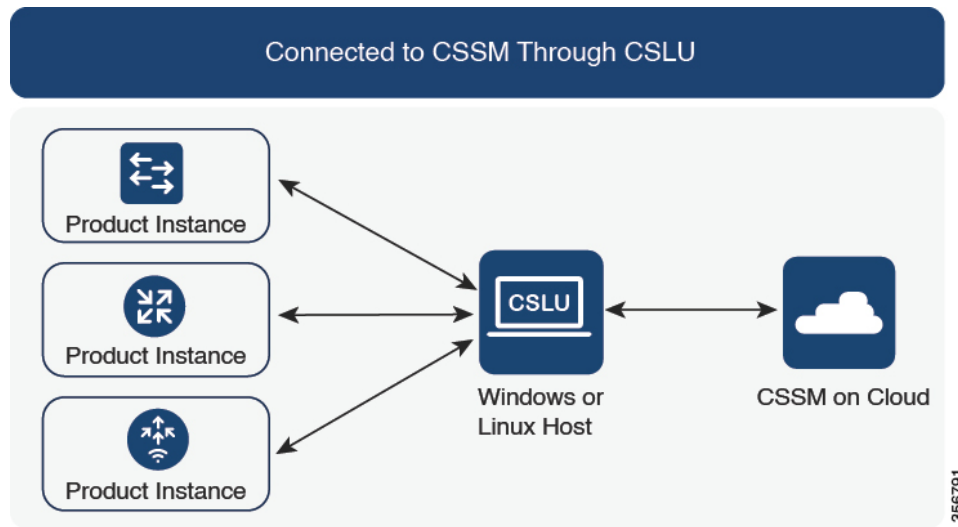 Connected to CSSM Through CSLU
Product Instance
Product Instance
Product Instance
CSLU
Windows or
Linux Host
CSSM on Cloud
356791